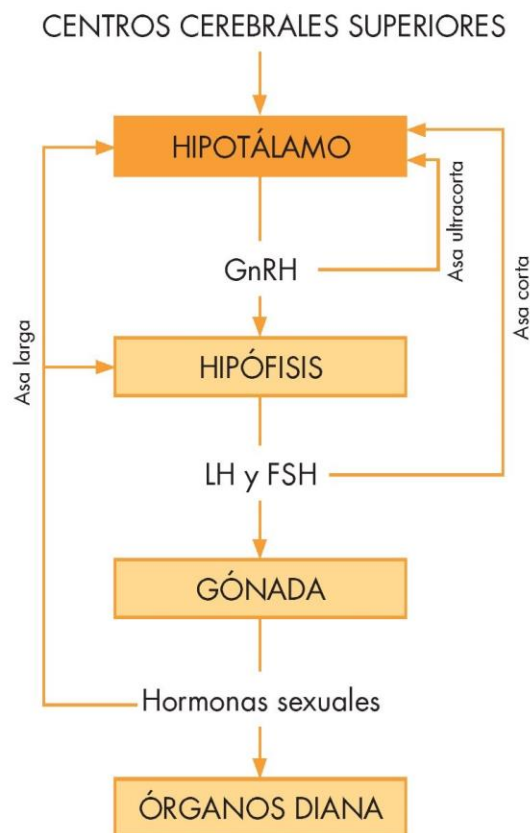 CENTROS CEREBRALES SUPERIORES
HIPOTÁLAMO
Asa ultracorta
GnRH
Asa corta
Asa larga
HIPÓFISIS
LH y FSH
GÓNADA
Hormonas sexuales
ÓRGANOS DIANA